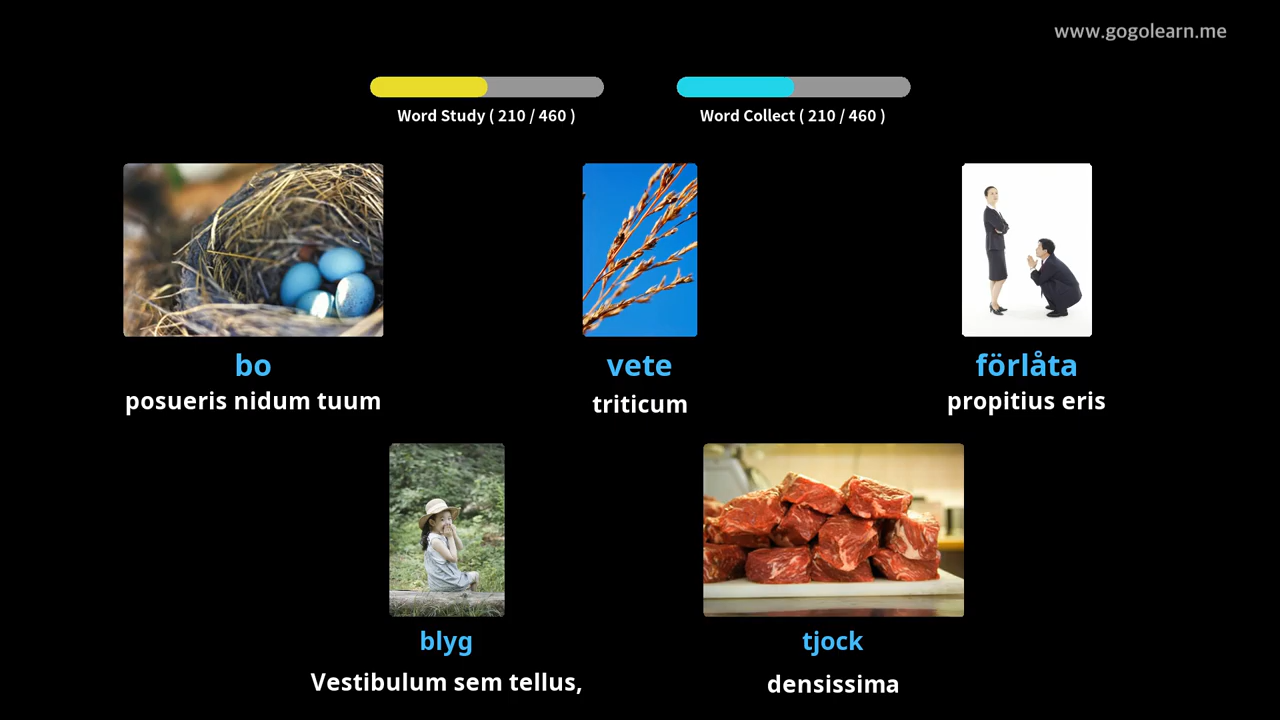 www.gogolearn.me
Word Study ( 210 / 460 )
Word Collect ( 210 / 460 )
bo
posueris nidum tuum
vete
triticum
förlåta
propitius eris
blyg
Vestibulum sem tellus,
tjock
densissima